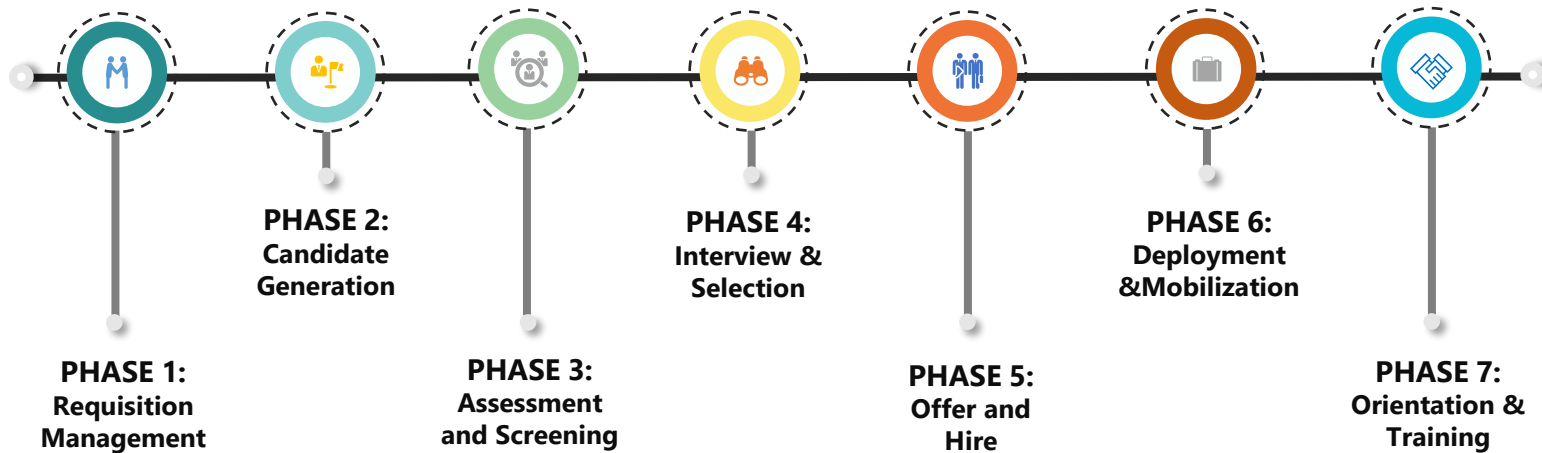 PHASE 1:
Requisition
Management
PHASE 2:
Candidate
Generation
PHASE 3:
Assessment
and Screening
PHASE 4:
Interview &
Selection
PHASE 5:
Offer and
Hire
PHASE 6:
Deployment
&Mobilization
PHASE 7:
Orientation &
Training